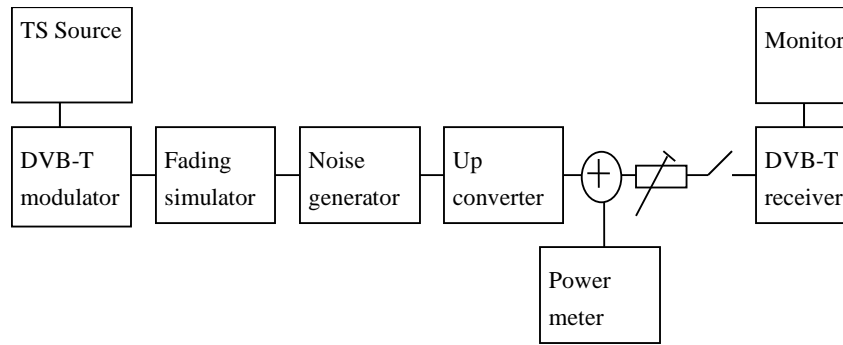 TS Source
Monitor
DVB-T
modulator
Fading
simulator
Noise
generator
Up
converter
DVB-T
receiver
Power
meter